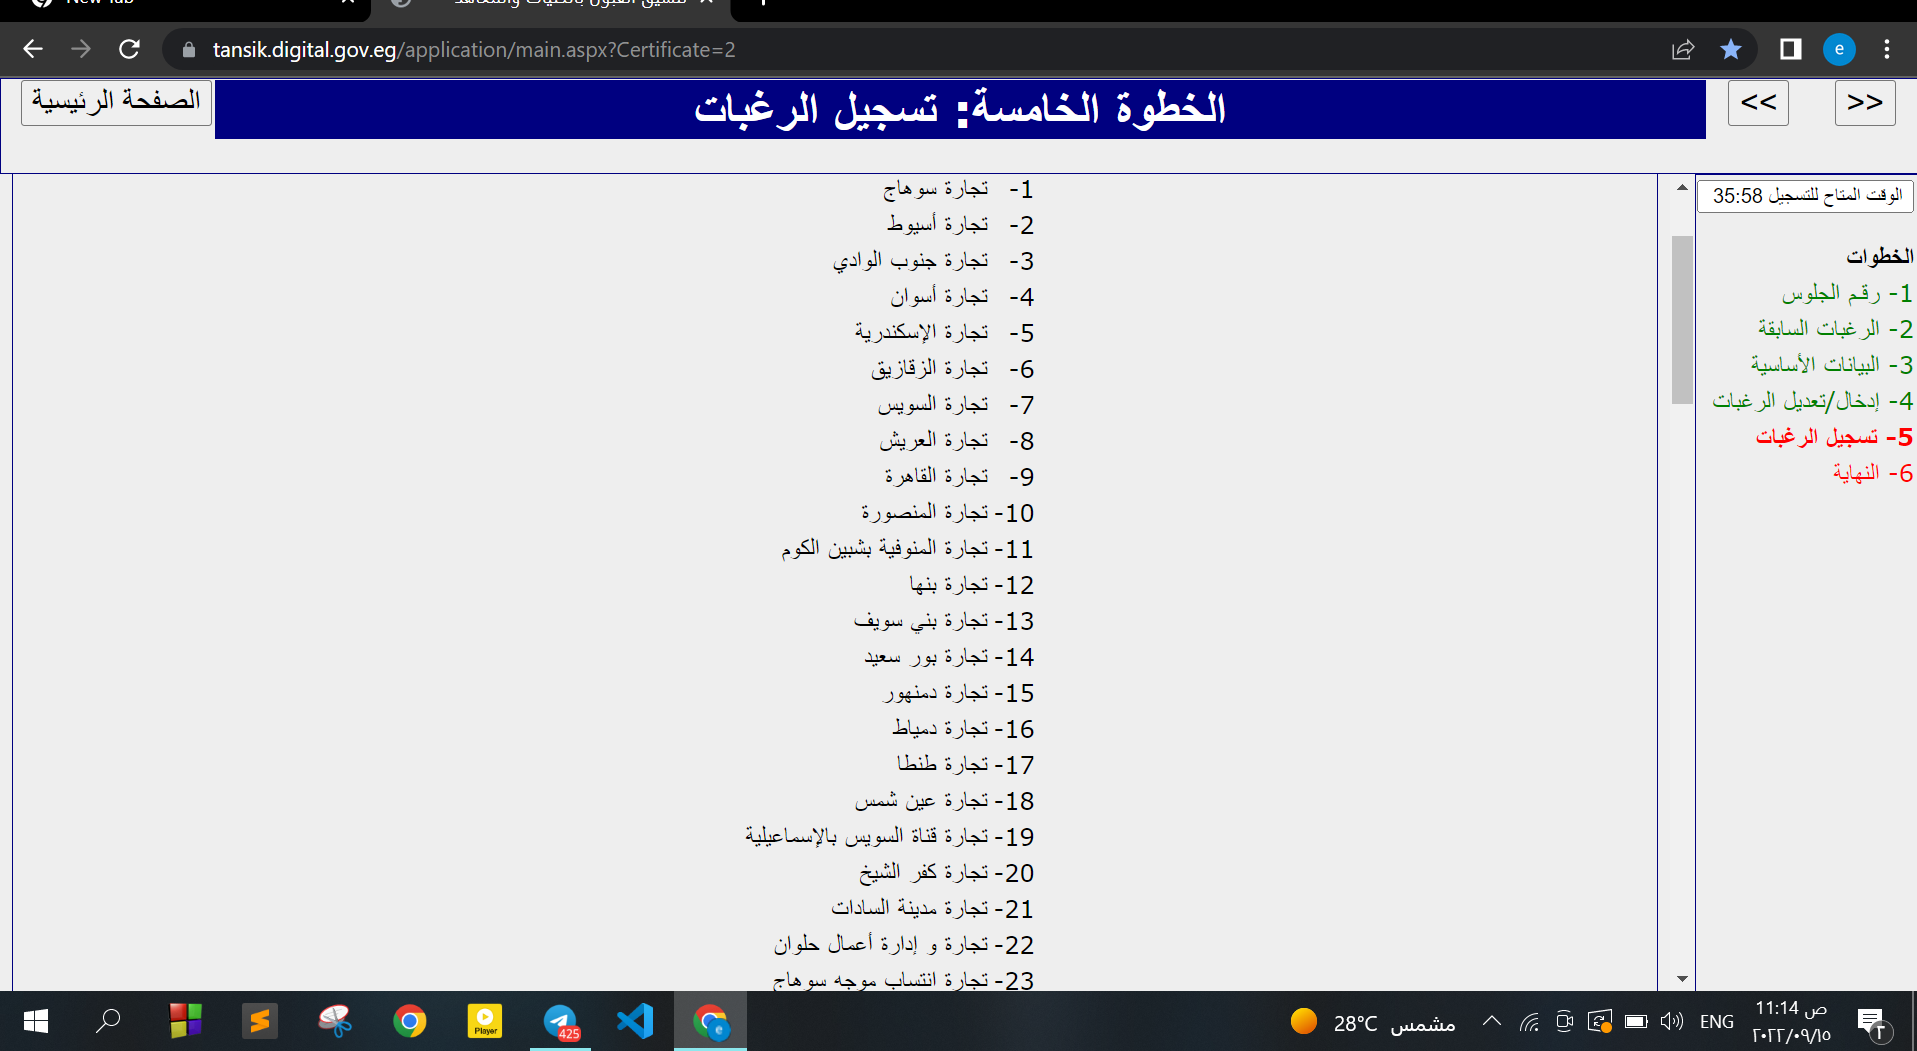 New Tab
تنسيق القبول بالكليات والمعاهد
tansik.digital.gov.eg/application/main.aspx?Certificate=2
e
الصفحة الرئيسية
الخطوة الخامسة: تسجيل الرغبات
<<
>>
الوقت المتاح للتسجيل 35:58
الخطوات
1- رقم الجلوس
2- الرغبات السابقة
3- البيانات الأساسية
4- إدخال/تعديل الرغبات
5- تسجيل الرغبات
6- النهاية
1- تجارة سوهاج
2- تجارة أسيوط
3- تجارة جنوب الوادي
4- تجارة أسوان
5- تجارة الإسكندرية
6- تجارة الزقازيق
7- تجارة السويس
8- تجارة العريش
9- تجارة القاهرة
10- تجارة المنصورة
11- تجارة المنوفية بشبين الكوم
12- تجارة بنها
13- تجارة بني سويف
14- تجارة بور سعيد
15- تجارة دمنهور
16- تجارة دمياط
17- تجارة طنطا
18- تجارة عين شمس
19- تجارة قناة السويس بالإسماعيلية
20- تجارة كفر الشيخ
21- تجارة مدينة السادات
22- تجارة و إدارة أعمال حلوان
23- تجارة انتساب موجه سوهاج
Player
425
e
28°C مشمس
ENG
11:14 ص
٢٠٢٢/٠٩/١٥
٢